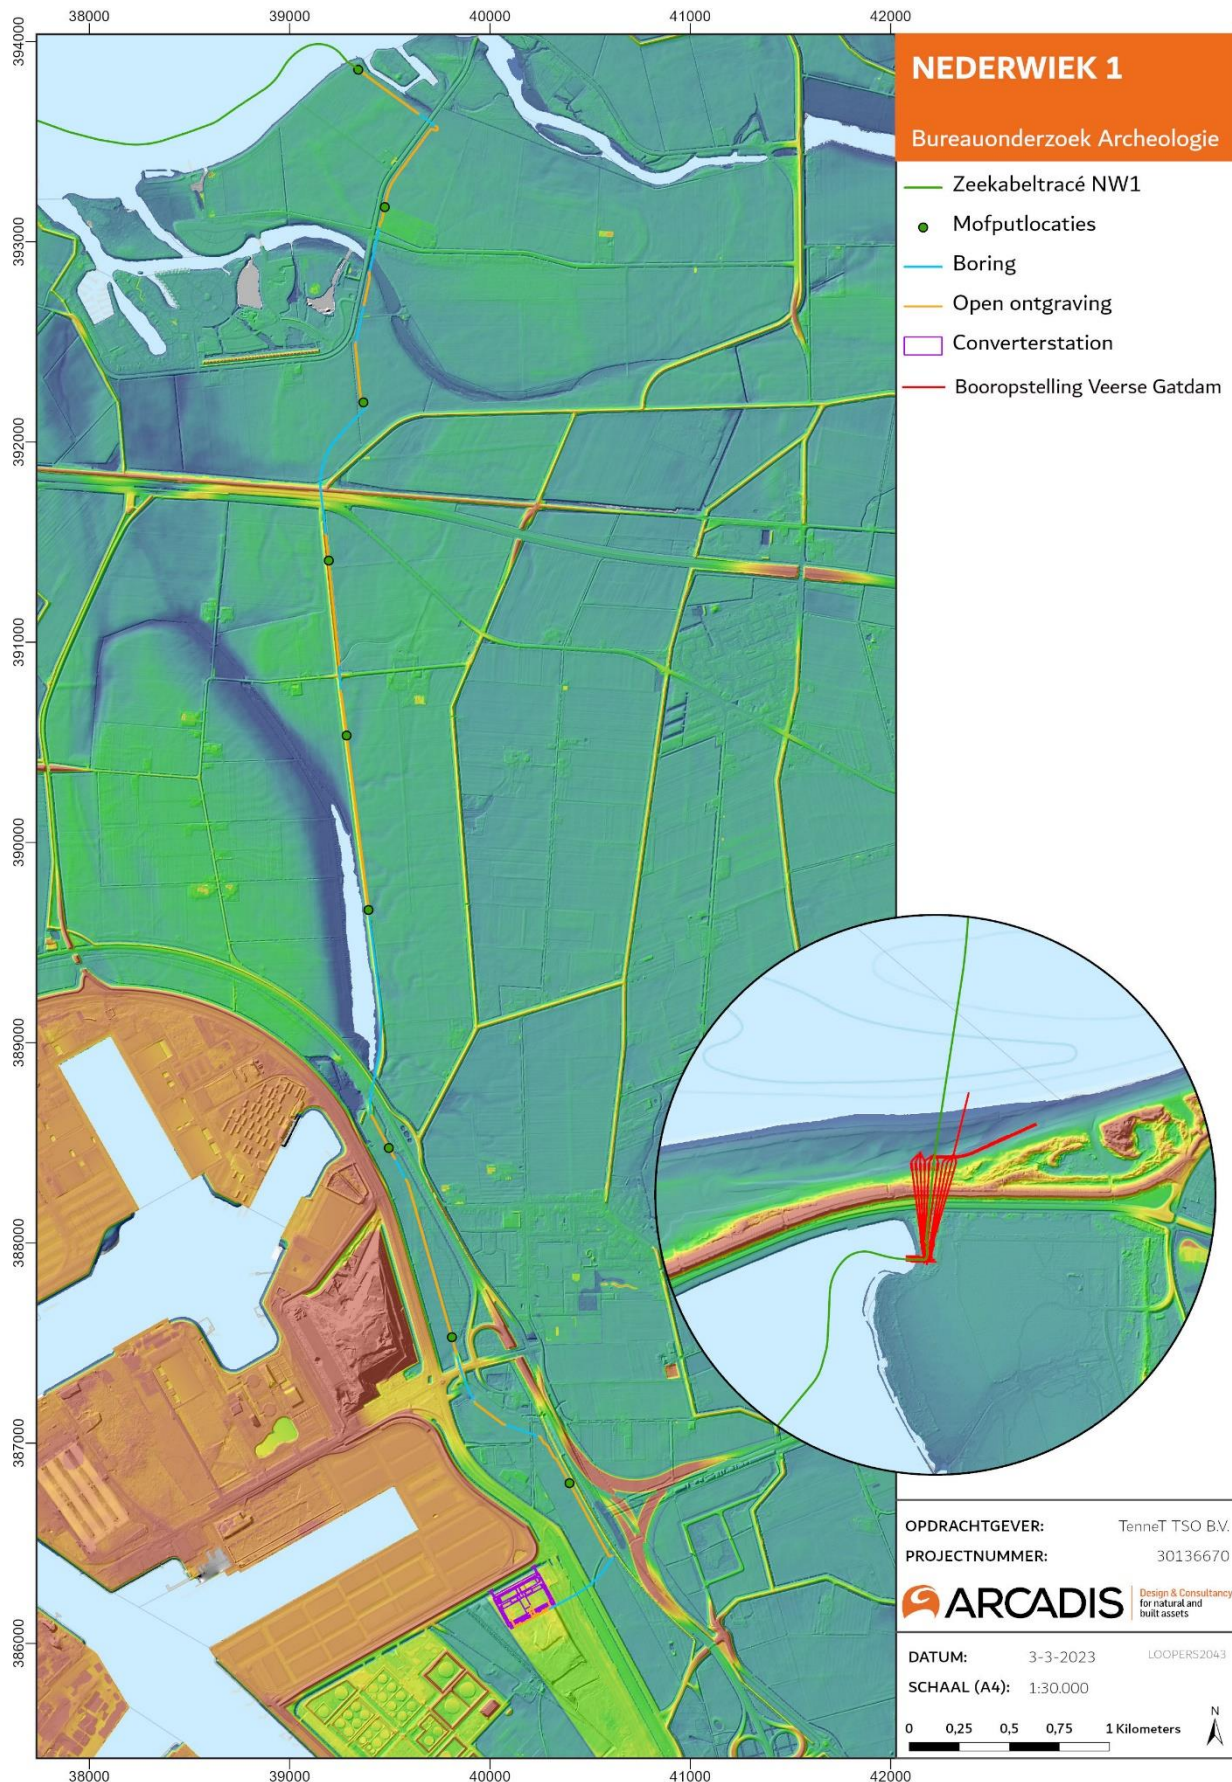 38000 39000 40000 41000 42000
394000
393000
392000
391000
390000
389000
388000
387000
386000
38000 39000 40000 41000 42000
NEDERWIEK 1
Bureauonderzoek Archeologie
Zeekabeltracé NW1
Mofputlocaties
Boring
Open ontgraving
Converterstation
Booropstelling Veerse Gatdam
OPDRACHTGEVER: TenneT TSO B.V.
PROJECTNUMMER: 30136670
ARCADIS
Design & Consultancy
for natural and
built assets
DATUM: 3-3-2023 LOOPERS2043
SCHAAL (A4): 1:30.000
0 0,25 0,5 0,75 1 Kilometers
N